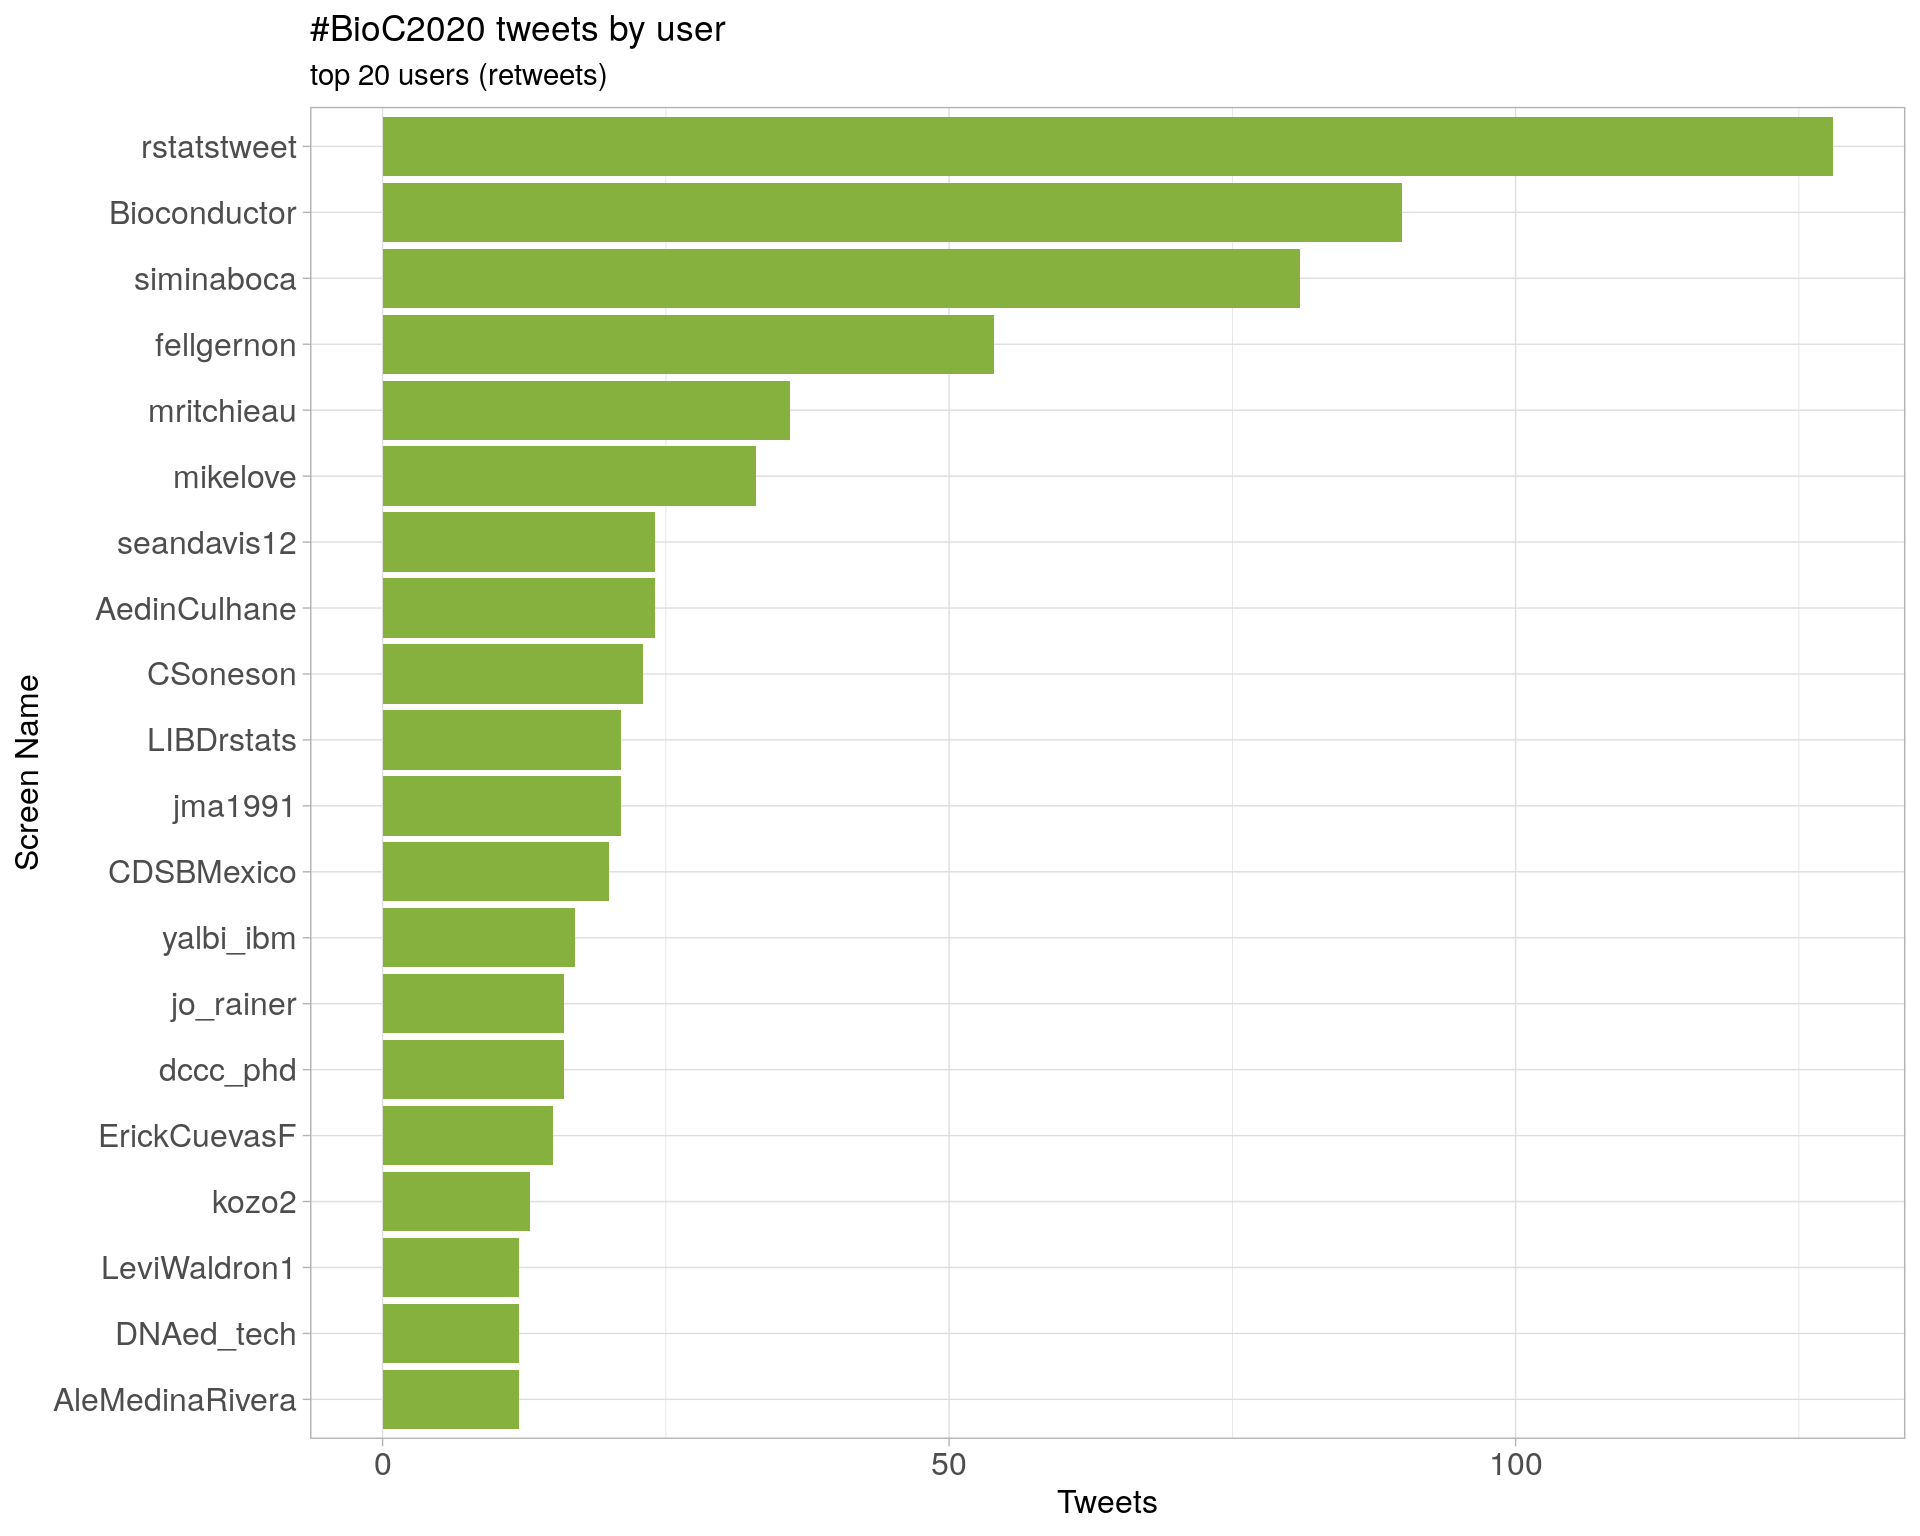 #BioC2020 tweets by user
top 20 users (retweets)
rstatstweet
Bioconductor
siminaboca
fellgernon
mritchieau
mikelove
seandavis12
AedinCulhane
CSoneson
LIBDrstats
jma1991
CDSBMexico
yalbi_ibm
jo_rainer
dccc_phd
ErickCuevasF
kozo2
LeviWaldron1
DNAed_tech
AleMedinaRivera
Screen Name
0 50 100
Tweets